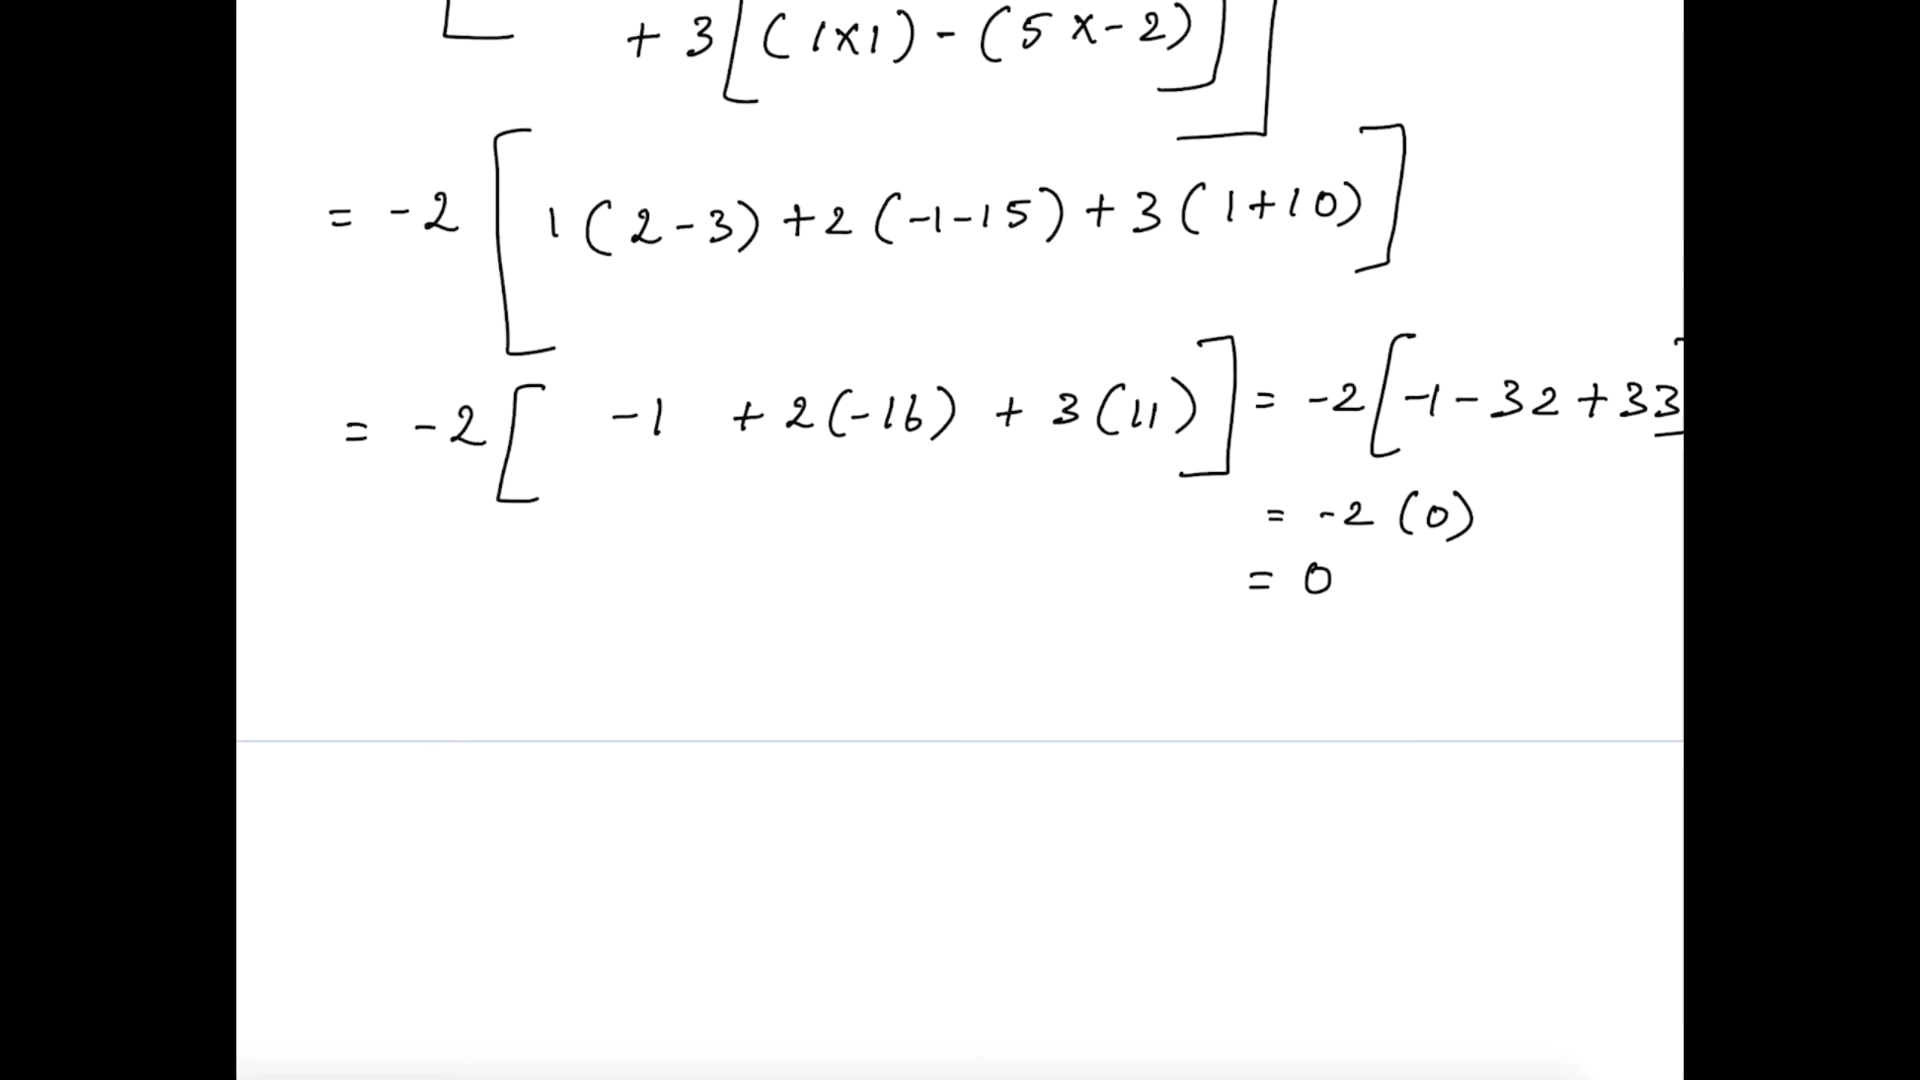 + 3[(1×1) - (5×-2)]]
= -2[1(2-3)+2(-1-15)+3(1+10)]
= -2[-1 +2(-16) + 3(11)] = -2[-1-32+33]
= -2(0)
= 0